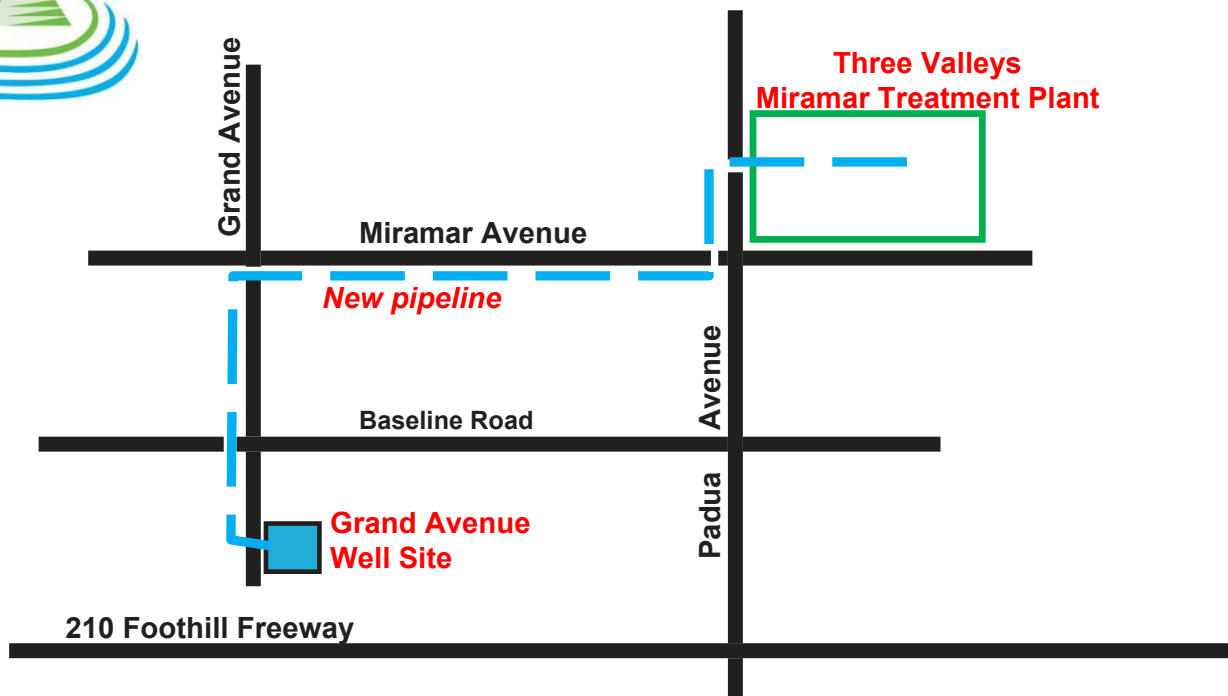 Three Valleys
Miramar Treatment Plant
Grand Avenue
Miramar Avenue
New pipeline
Padua Avenue
Baseline Road
Grand Avenue
Well Site
210 Foothill Freeway